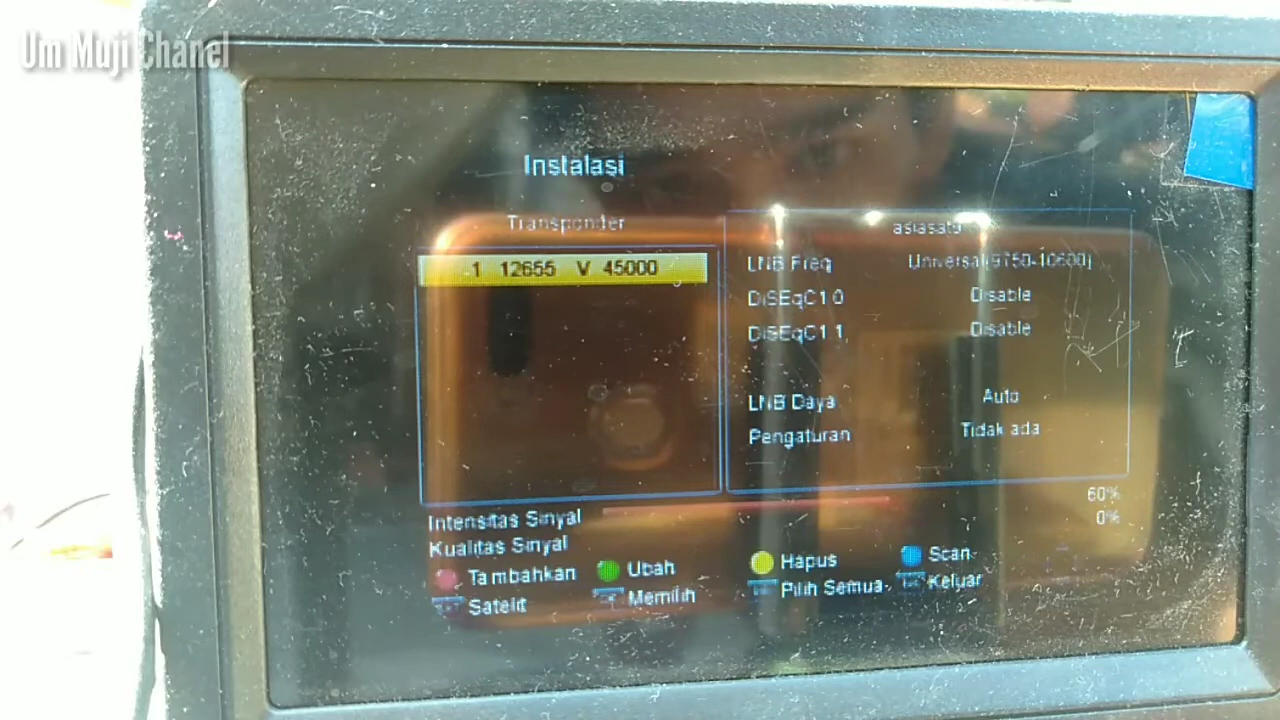 Um Muji Chanel
Instalasi
Transponder
1 12655 V 45000
asiasat5
LNB Freq Universal(9750-10600)
DiSEqC1.0 Disable
DiSEqC1.1 Disable
LNB Daya Auto
Pengaturan Tidak ada
Intensitas Sinyal 60%
Kualitas Sinyal 0%
Tambahkan Ubah Hapus Scan
Satelit Memilih Pilih Semua Keluar